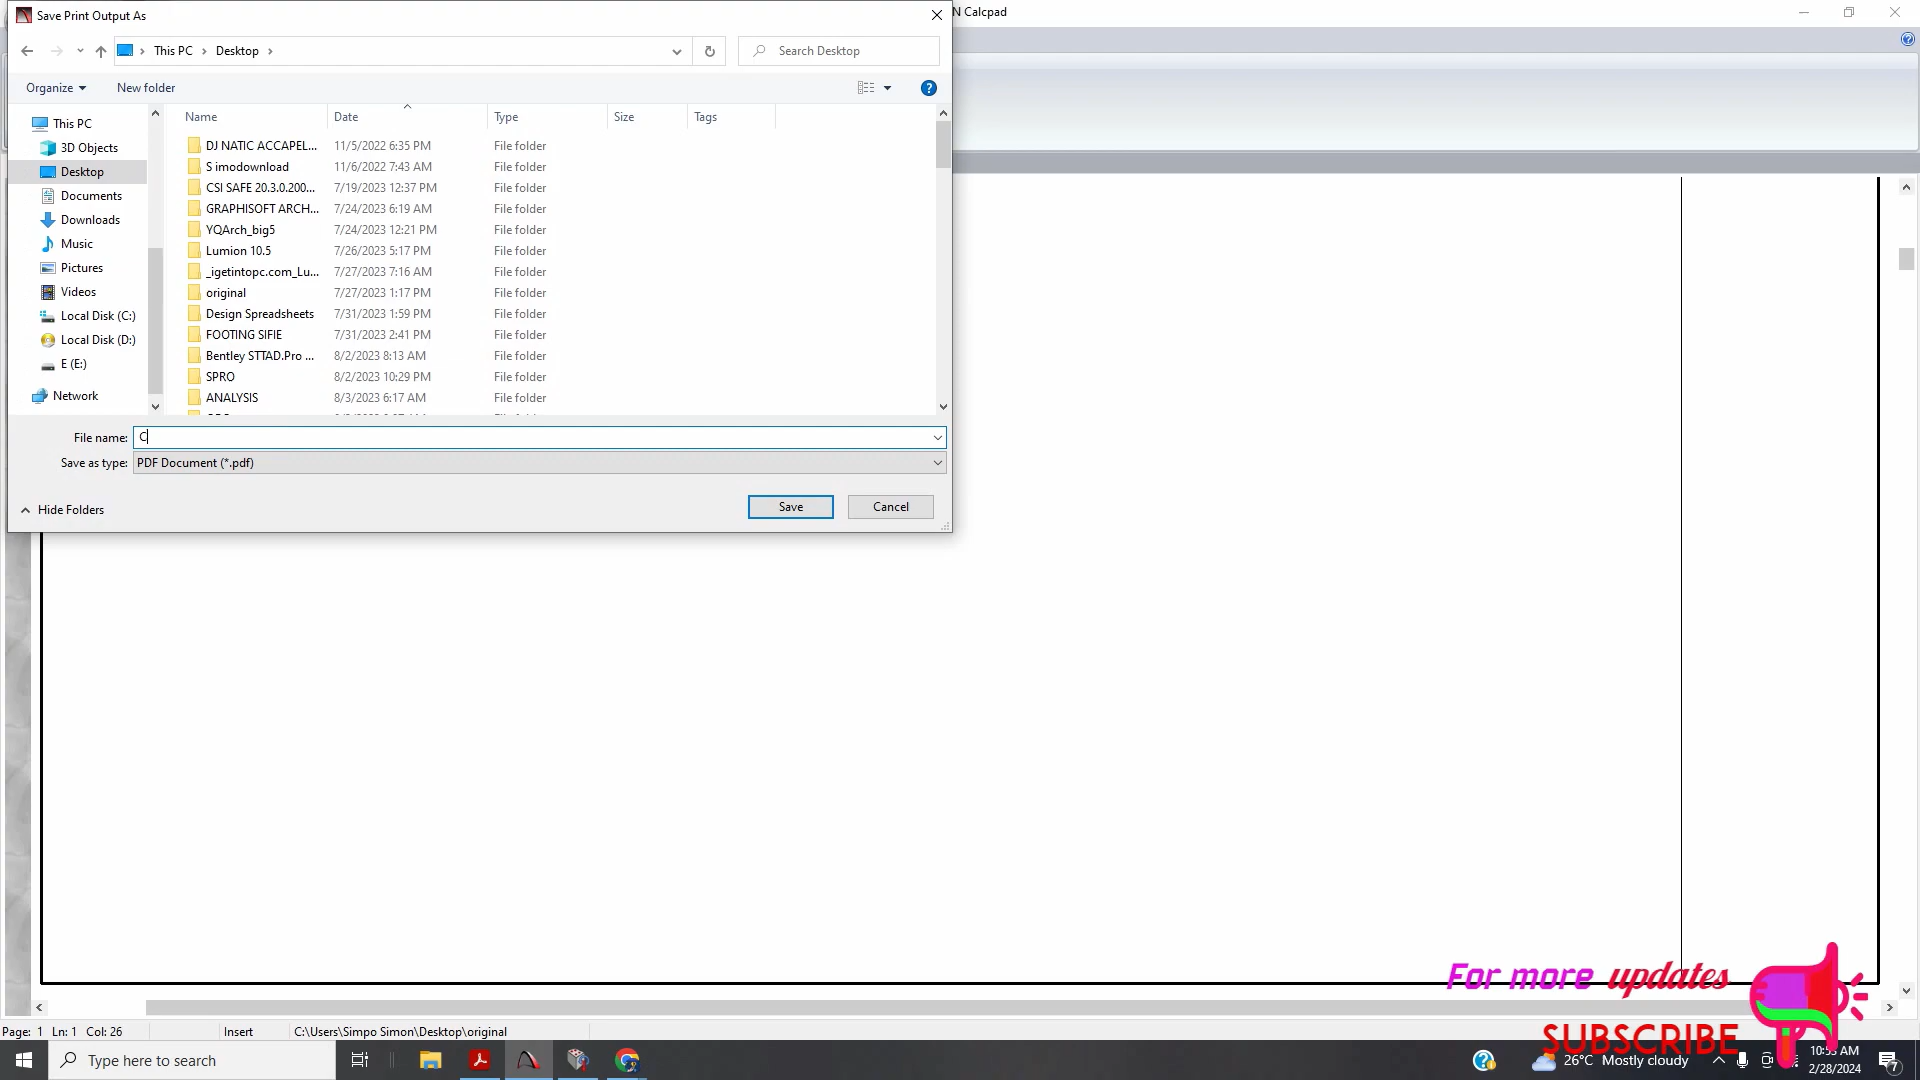 Save Print Output As
N Calcpad
This PC > Desktop >
Search Desktop
Organize
New folder
Name Date Type Size Tags
This PC
3D Objects
Desktop
Documents
Downloads
Music
Pictures
Videos
Local Disk (C:)
Local Disk (D:)
E (E:)
Network
DJ NATIC ACCAPEL... 11/5/2022 6:35 PM File folder
S imodownload 11/6/2022 7:43 AM File folder
CSI SAFE 20.3.0.200... 7/19/2023 12:37 PM File folder
GRAPHISOFT ARCH... 7/24/2023 6:19 AM File folder
YQArch_big5 7/24/2023 12:21 PM File folder
Lumion 10.5 7/26/2023 5:17 PM File folder
_igetintopc.com_Lu... 7/27/2023 7:16 AM File folder
original 7/27/2023 1:17 PM File folder
Design Spreadsheets 7/31/2023 1:59 PM File folder
FOOTING SIFIE 7/31/2023 2:41 PM File folder
Bentley STTAD.Pro ... 8/2/2023 8:13 AM File folder
SPRO 8/2/2023 10:29 PM File folder
ANALYSIS 8/3/2023 6:17 AM File folder
File name: C
Save as type: PDF Document (*.pdf)
Hide Folders
Save
Cancel
For more updates
SUBSCRIBE
Page: 1 Ln: 1 Col: 26 Insert C:\Users\Simpo Simon\Desktop\original
Type here to search
26°C Mostly cloudy
10:53 AM
2/28/2024
7